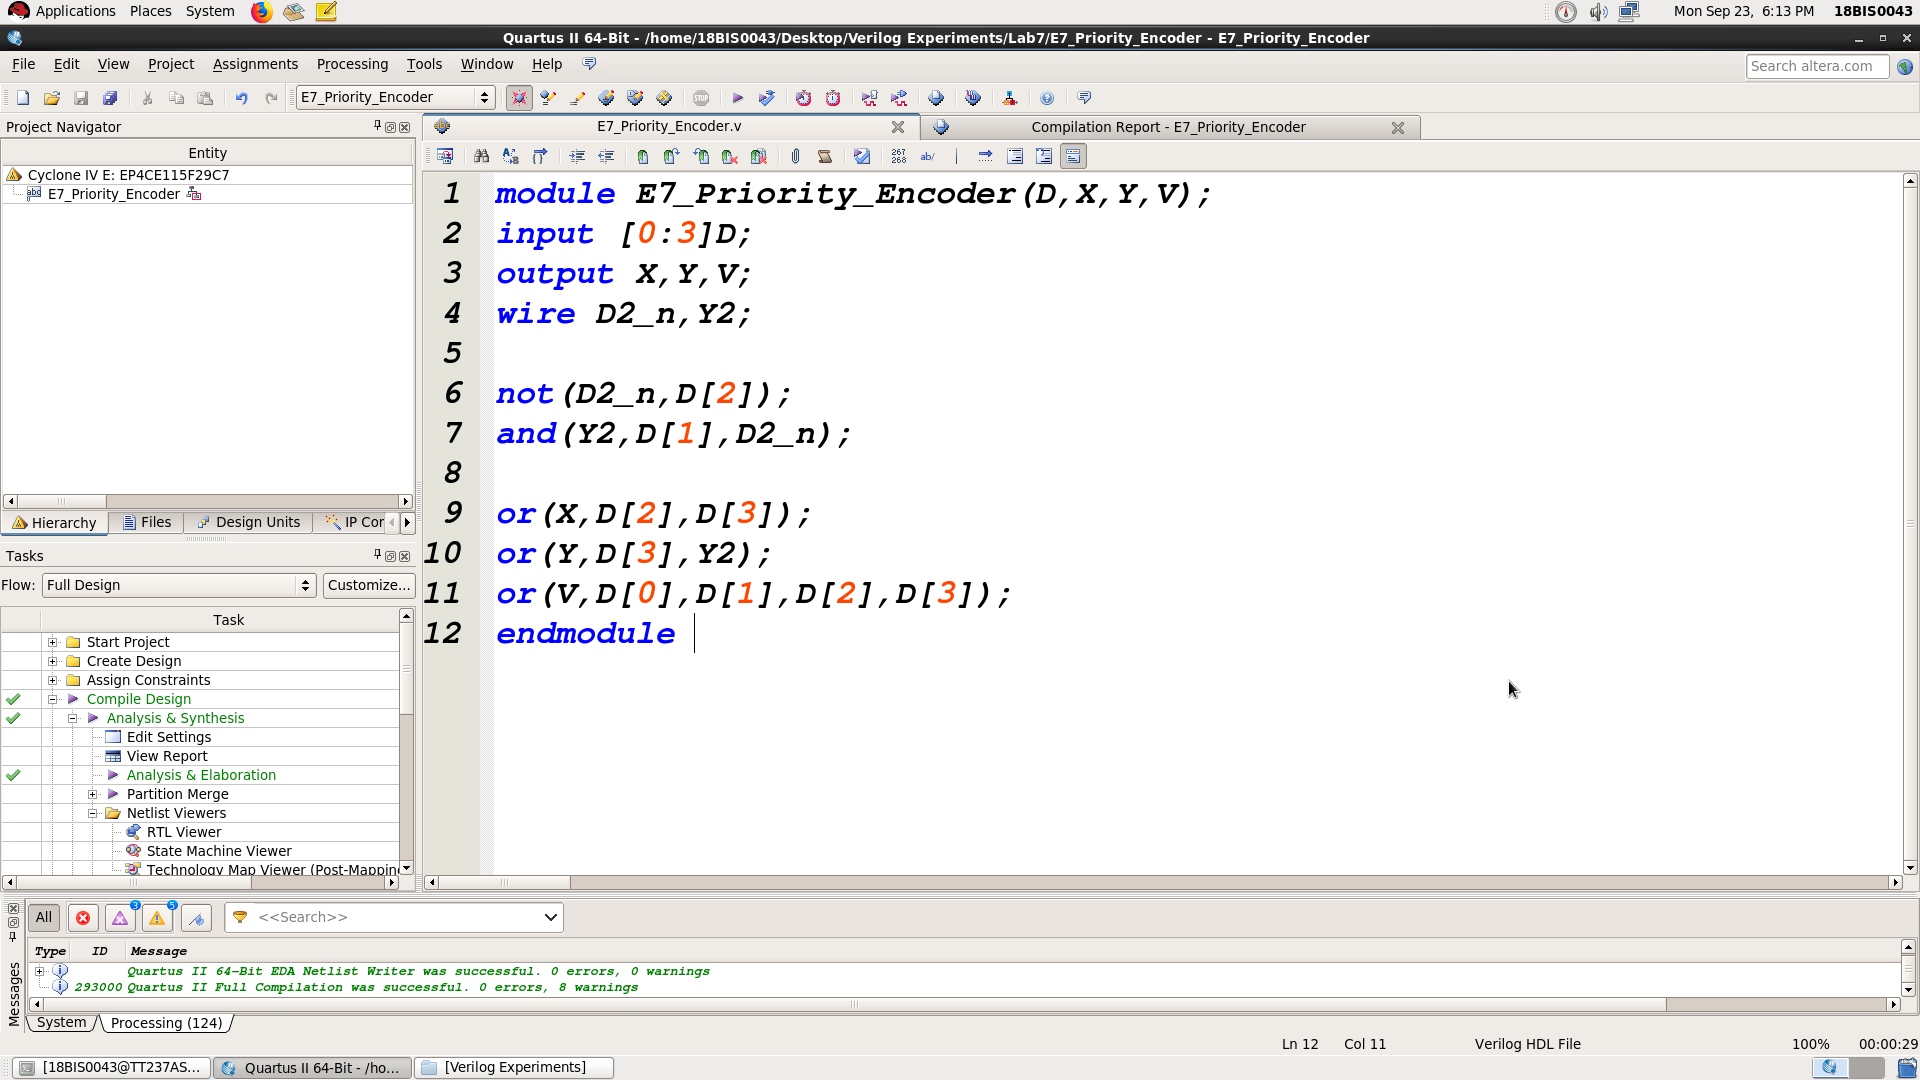 Applications Places System Mon Sep 23, 6:13 PM 18BIS0043
Quartus II 64-Bit - /home/18BIS0043/Desktop/Verilog Experiments/Lab7/E7_Priority_Encoder - E7_Priority_Encoder
File Edit View Project Assignments Processing Tools Window Help Search altera.com
E7_Priority_Encoder STOP
Project Navigator
Entity
Cyclone IV E: EP4CE115F29C7
abd E7_Priority_Encoder
Hierarchy Files Design Units IP Cor
Tasks
Flow: Full Design Customize...
Task
Start Project
Create Design
Assign Constraints
Compile Design
Analysis & Synthesis
Edit Settings
View Report
Analysis & Elaboration
Partition Merge
Netlist Viewers
RTL Viewer
State Machine Viewer
Technology Map Viewer (Post-Mapping
E7_Priority_Encoder.v Compilation Report - E7_Priority_Encoder
267 268 ab/
1 module E7_Priority_Encoder(D,X,Y,V);
2 input [0:3]D;
3 output X,Y,V;
4 wire D2_n,Y2;
5
6 not(D2_n,D[2]);
7 and(Y2,D[1],D2_n);
8
9 or(X,D[2],D[3]);
10 or(Y,D[3],Y2);
11 or(V,D[0],D[1],D[2],D[3]);
12 endmodule
All 3 5 <<Search>>
Type ID Message
Quartus II 64-Bit EDA Netlist Writer was successful. 0 errors, 0 warnings
293000 Quartus II Full Compilation was successful. 0 errors, 8 warnings
Messages
System Processing (124)
Ln 12 Col 11 Verilog HDL File 100% 00:00:29
[18BIS0043@TT237AS... Quartus II 64-Bit - /ho... [Verilog Experiments]